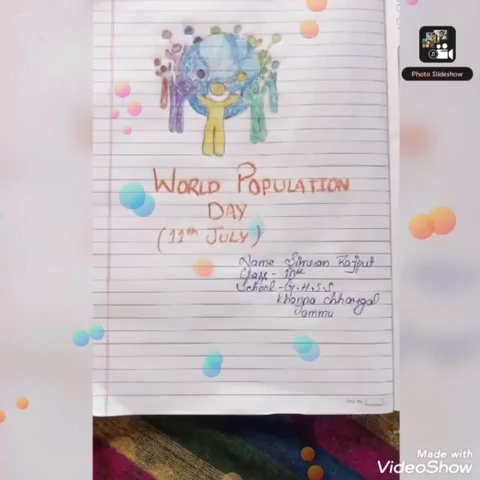 Photo Slideshow
WORLD POPULATION
DAY
(11th JULY)
Name - Simran Rajput
Class - 10th
School - G.H.S.S
Khanpa chhargal
Jammu
Made with
VideoShow